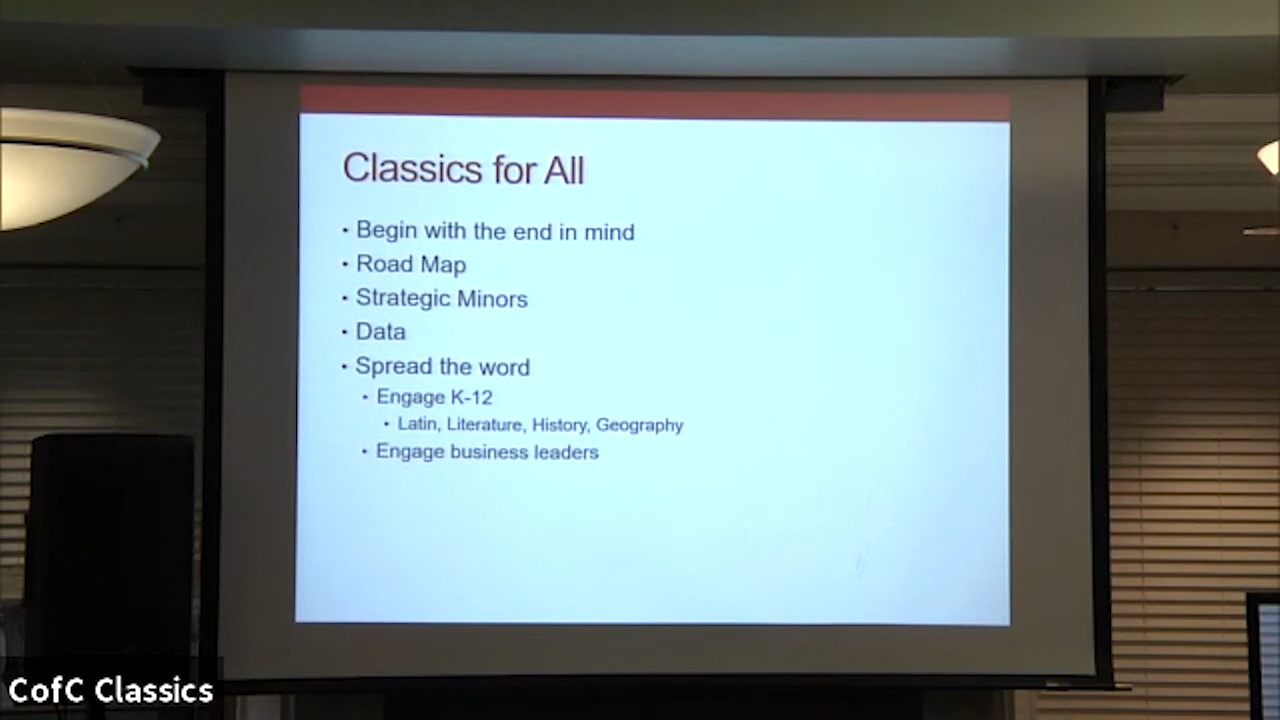 Classics for All
• Begin with the end in mind
• Road Map
• Strategic Minors
• Data
• Spread the word
• Engage K-12
• Latin, Literature, History, Geography
• Engage business leaders
CofC Classics